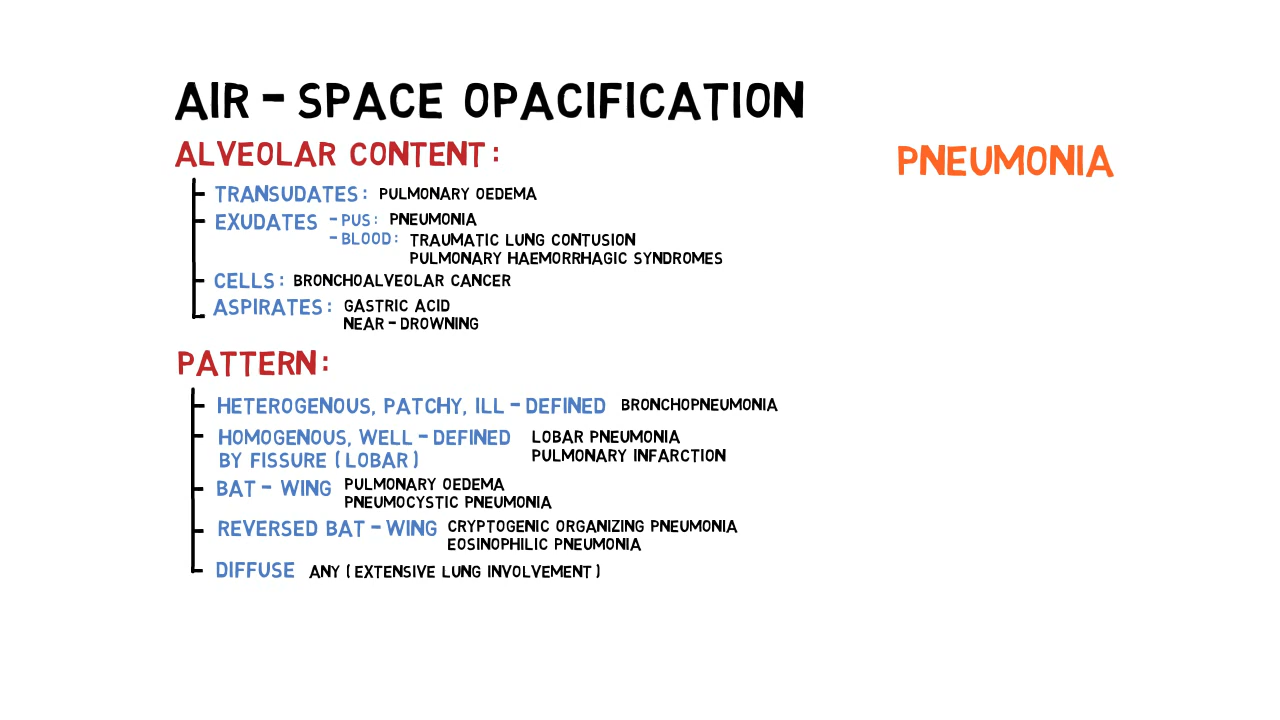 AIR - SPACE OPACIFICATION
ALVEOLAR CONTENT:
PNEUMONIA
TRANSUDATES: PULMONARY OEDEMA
EXUDATES - PUS: PNEUMONIA
- BLOOD: TRAUMATIC LUNG CONTUSION
PULMONARY HAEMORRHAGIC SYNDROMES
CELLS: BRONCHOALVEOLAR CANCER
ASPIRATES: GASTRIC ACID
NEAR - DROWNING
PATTERN:
HETEROGENOUS, PATCHY, ILL - DEFINED BRONCHOPNEUMONIA
HOMOGENOUS, WELL - DEFINED LOBAR PNEUMONIA
BY FISSURE (LOBAR) PULMONARY INFARCTION
BAT - WING PULMONARY OEDEMA
PNEUMOCYSTIC PNEUMONIA
REVERSED BAT - WING CRYPTOGENIC ORGANIZING PNEUMONIA
EOSINOPHILIC PNEUMONIA
DIFFUSE ANY (EXTENSIVE LUNG INVOLVEMENT)